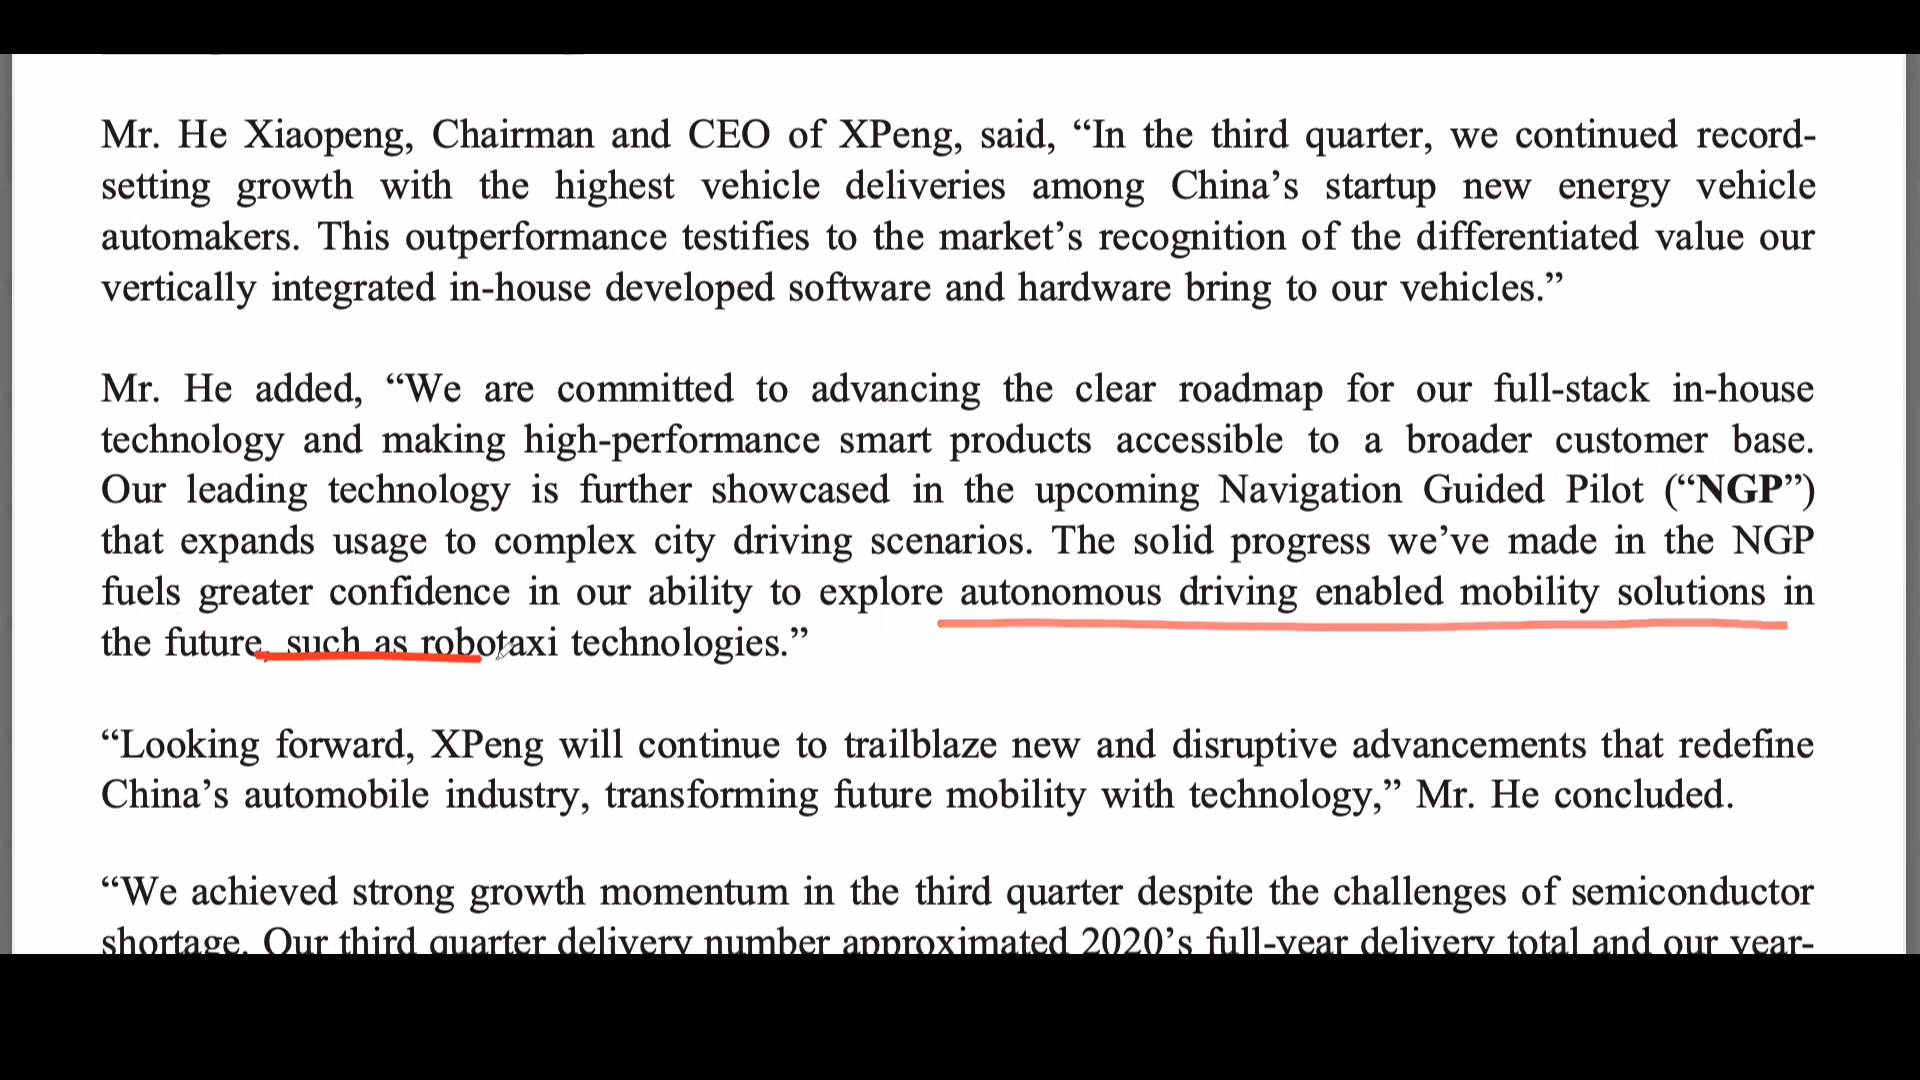 Mr. He Xiaopeng, Chairman and CEO of XPeng, said, “In the third quarter, we continued record-
setting growth with the highest vehicle deliveries among China’s startup new energy vehicle
automakers. This outperformance testifies to the market’s recognition of the differentiated value our
vertically integrated in-house developed software and hardware bring to our vehicles.”
Mr. He added, “We are committed to advancing the clear roadmap for our full-stack in-house
technology and making high-performance smart products accessible to a broader customer base.
Our leading technology is further showcased in the upcoming Navigation Guided Pilot (“NGP”)
that expands usage to complex city driving scenarios. The solid progress we’ve made in the NGP
fuels greater confidence in our ability to explore autonomous driving enabled mobility solutions in
the future, such as robotaxi technologies.”
“Looking forward, XPeng will continue to trailblaze new and disruptive advancements that redefine
China’s automobile industry, transforming future mobility with technology,” Mr. He concluded.
“We achieved strong growth momentum in the third quarter despite the challenges of semiconductor
shortage. Our third quarter delivery number approximated 2020’s full-year delivery total and our year-